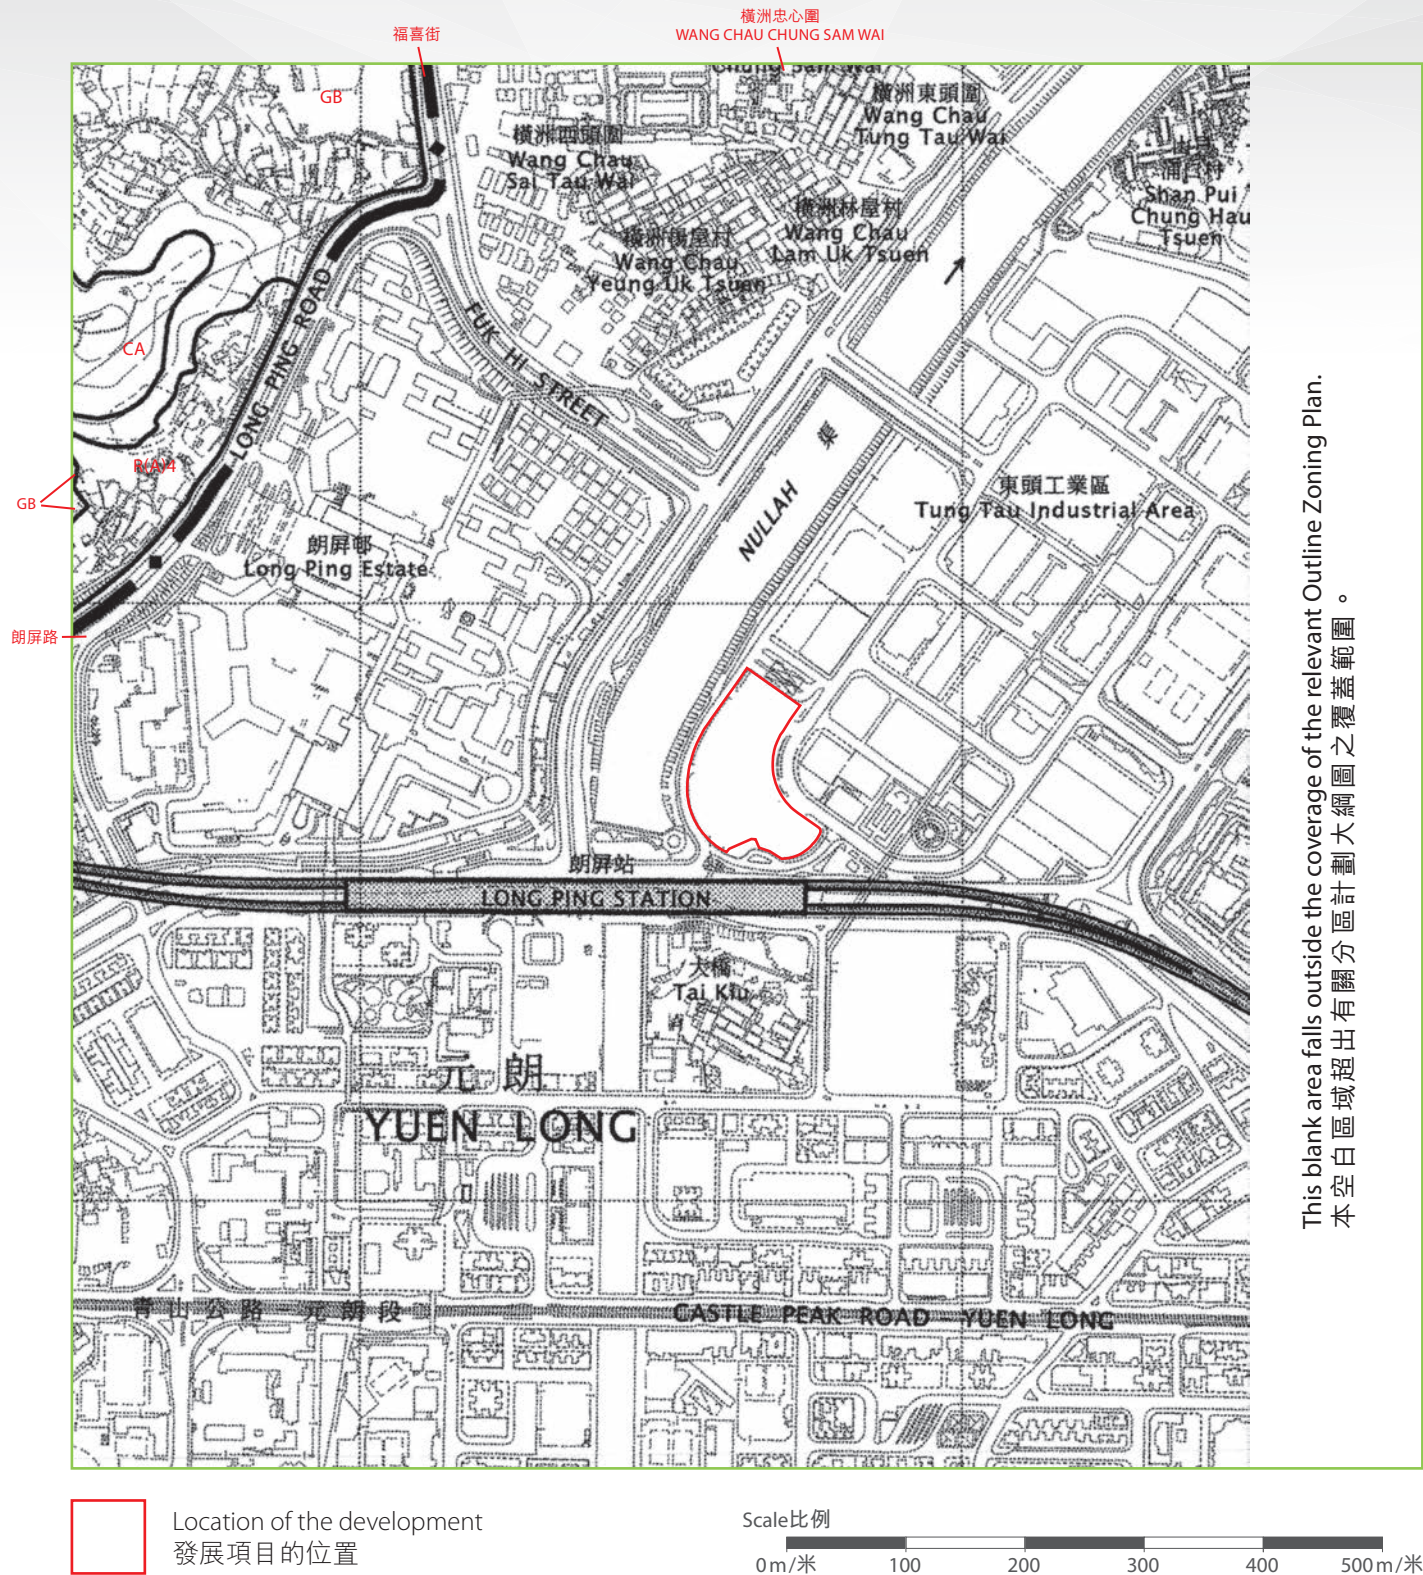 福喜街
橫洲忠心圍
WANG CHAU CHUNG SAM WAI
GB
Chung Sam Wai
橫洲東頭圍
Wang Chau
Tung Tau Wai
橫洲西頭圍
Wang Chau
Sai Tau Wai
Shan Pui
Chung Hau
Tsuen
橫洲林屋村
Wang Chau
Lam Uk Tsuen
橫洲楊屋村
Wang Chau
Yeung Uk Tsuen
LONG PING ROAD
FUK HI STREET
CA
R(A)4
GB
渠
NULLAH
東頭工業區
Tung Tau Industrial Area
朗屏邨
Long Ping Estate
朗屏路
朗屏站
LONG PING STATION
大橋
Tai Kiu
元朗
YUEN LONG
青山公路 元朗段
CASTLE PEAK ROAD YUEN LONG
This blank area falls outside the coverage of the relevant Outline Zoning Plan.
本空白區域超出有關分區計劃大綱圖之覆蓋範圍。
Location of the development
發展項目的位置
Scale比例
0m/米 100 200 300 400 500m/米